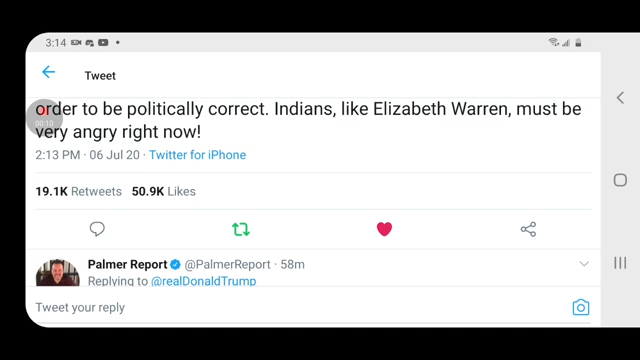 3:14
Tweet
order to be politically correct. Indians, like Elizabeth Warren, must be
very angry right now!
00:10
2:13 PM · 06 Jul 20 · Twitter for iPhone
19.1K Retweets 50.9K Likes
Palmer Report @PalmerReport · 58m
Replying to @realDonaldTrump
Tweet your reply